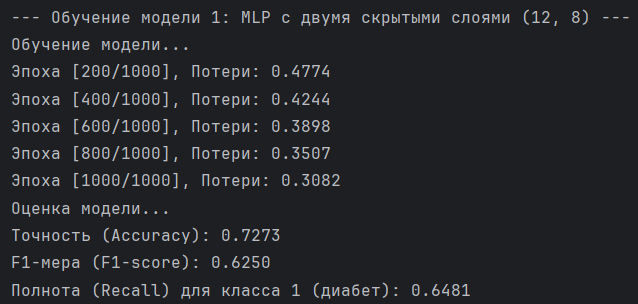 --- Обучение модели 1: MLP с двумя скрытыми слоями (12, 8) ---
Обучение модели...
Эпоха [200/1000], Потери: 0.4774
Эпоха [400/1000], Потери: 0.4244
Эпоха [600/1000], Потери: 0.3898
Эпоха [800/1000], Потери: 0.3507
Эпоха [1000/1000], Потери: 0.3082
Оценка модели...
Точность (Accuracy): 0.7273
F1-мера (F1-score): 0.6250
Полнота (Recall) для класса 1 (диабет): 0.6481